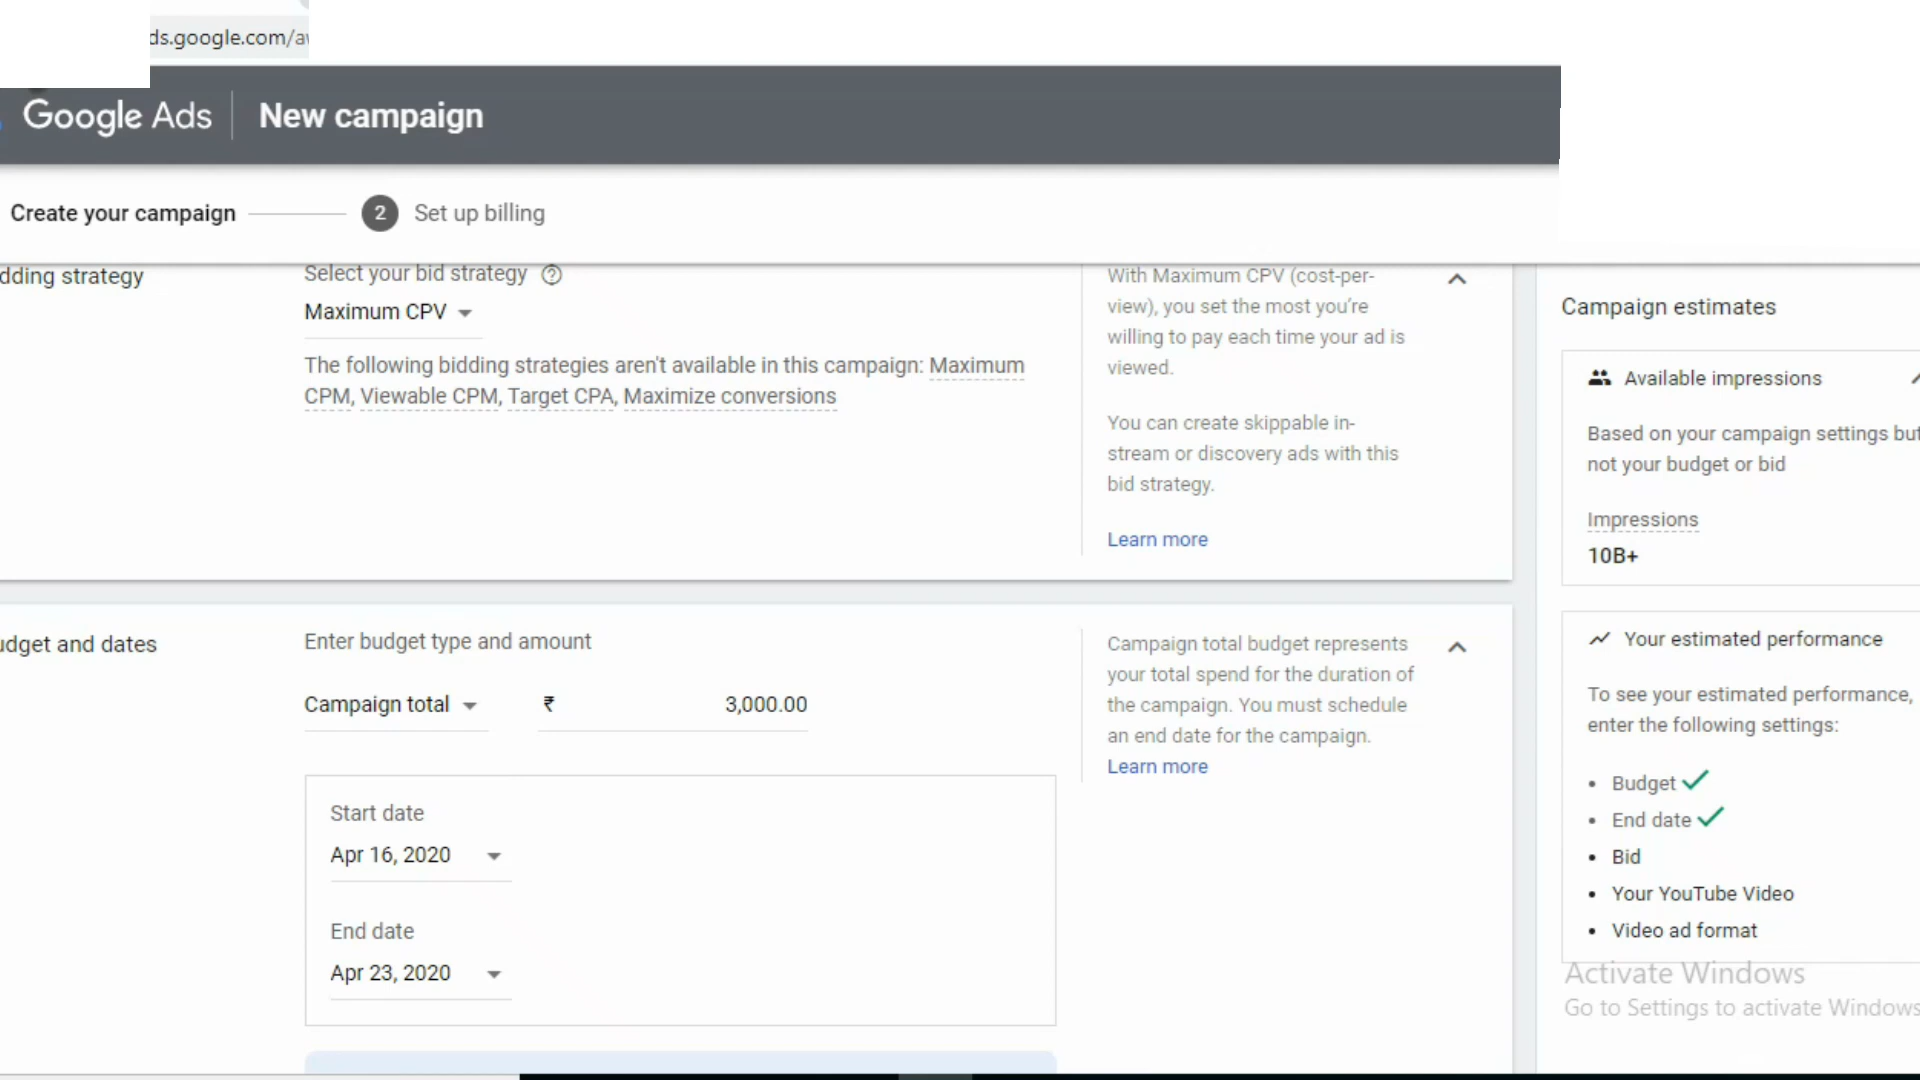 ds.google.com/a
Google Ads New campaign
Create your campaign 2 Set up billing
dding strategy
Select your bid strategy ?
Maximum CPV
The following bidding strategies aren't available in this campaign: Maximum
CPM, Viewable CPM, Target CPA, Maximize conversions
With Maximum CPV (cost-per-
view), you set the most you’re
willing to pay each time your ad is
viewed.
You can create skippable in-
stream or discovery ads with this
bid strategy.
Learn more
udget and dates
Enter budget type and amount
Campaign total ₹ 3,000.00
Start date
Apr 16, 2020
End date
Apr 23, 2020
Campaign total budget represents
your total spend for the duration of
the campaign. You must schedule
an end date for the campaign.
Learn more
Campaign estimates
Available impressions
Based on your campaign settings but
not your budget or bid
Impressions
10B+
Your estimated performance
To see your estimated performance,
enter the following settings:
• Budget
• End date
• Bid
• Your YouTube Video
• Video ad format
Activate Windows
Go to Settings to activate Windows